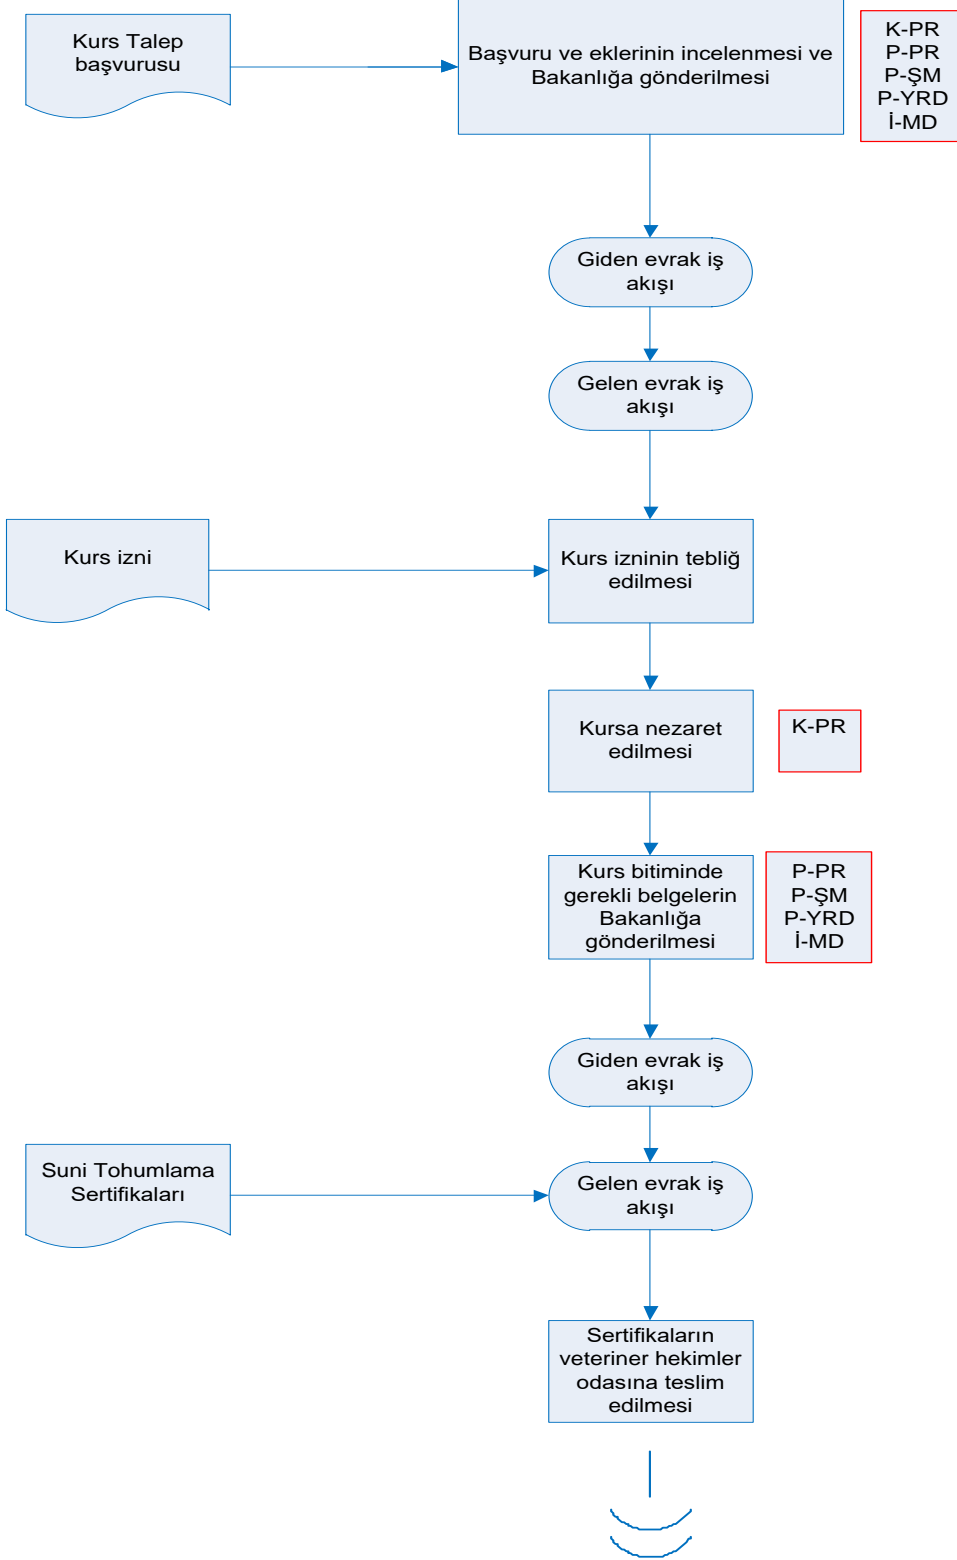 Kurs Talep
başvurusu
Başvuru ve eklerinin incelenmesi ve
Bakanlığa gönderilmesi
K-PR
P-PR
P-ŞM
P-YRD
İ-MD
Giden evrak iş
akışı
Gelen evrak iş
akışı
Kurs izni
Kurs izninin tebliğ
edilmesi
Kursa nezaret
edilmesi
K-PR
Kurs bitiminde
gerekli belgelerin
Bakanlığa
gönderilmesi
P-PR
P-ŞM
P-YRD
İ-MD
Giden evrak iş
akışı
Suni Tohumlama
Sertifikaları
Gelen evrak iş
akışı
Sertifikaların
veteriner hekimler
odasına teslim
edilmesi